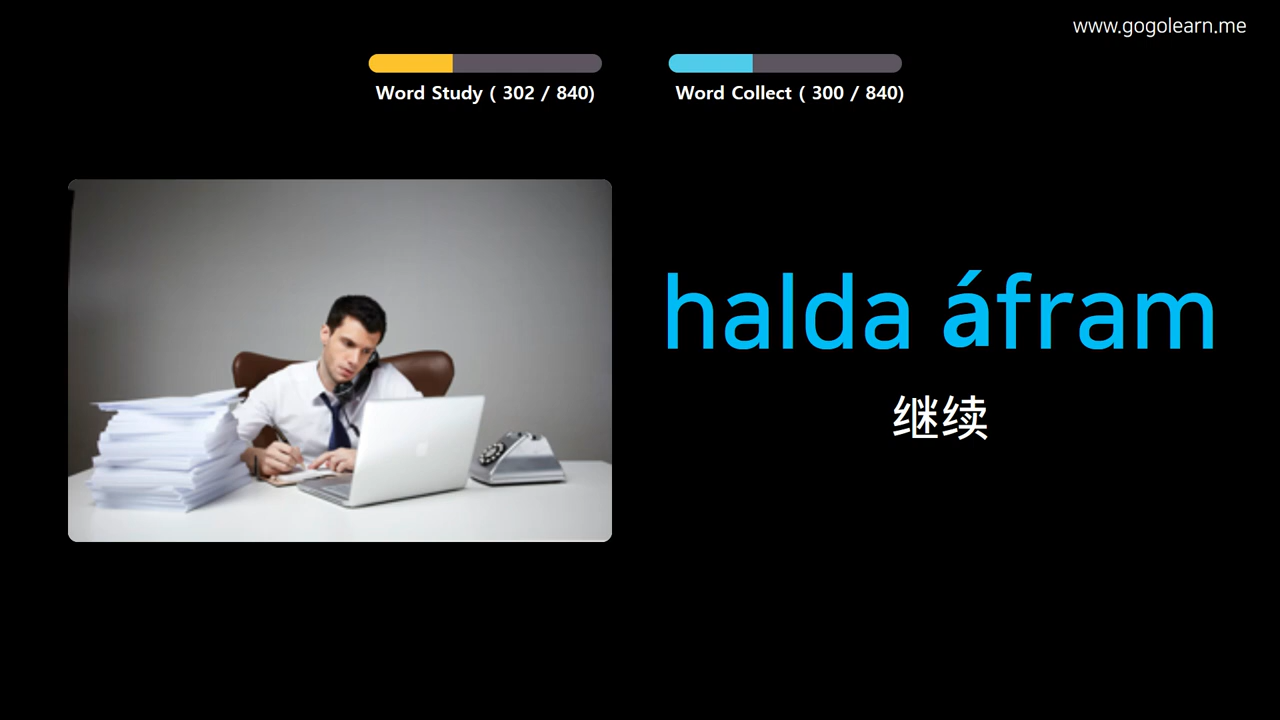 www.gogolearn.me
Word Study ( 302 / 840)
Word Collect ( 300 / 840)
halda áfram
继续